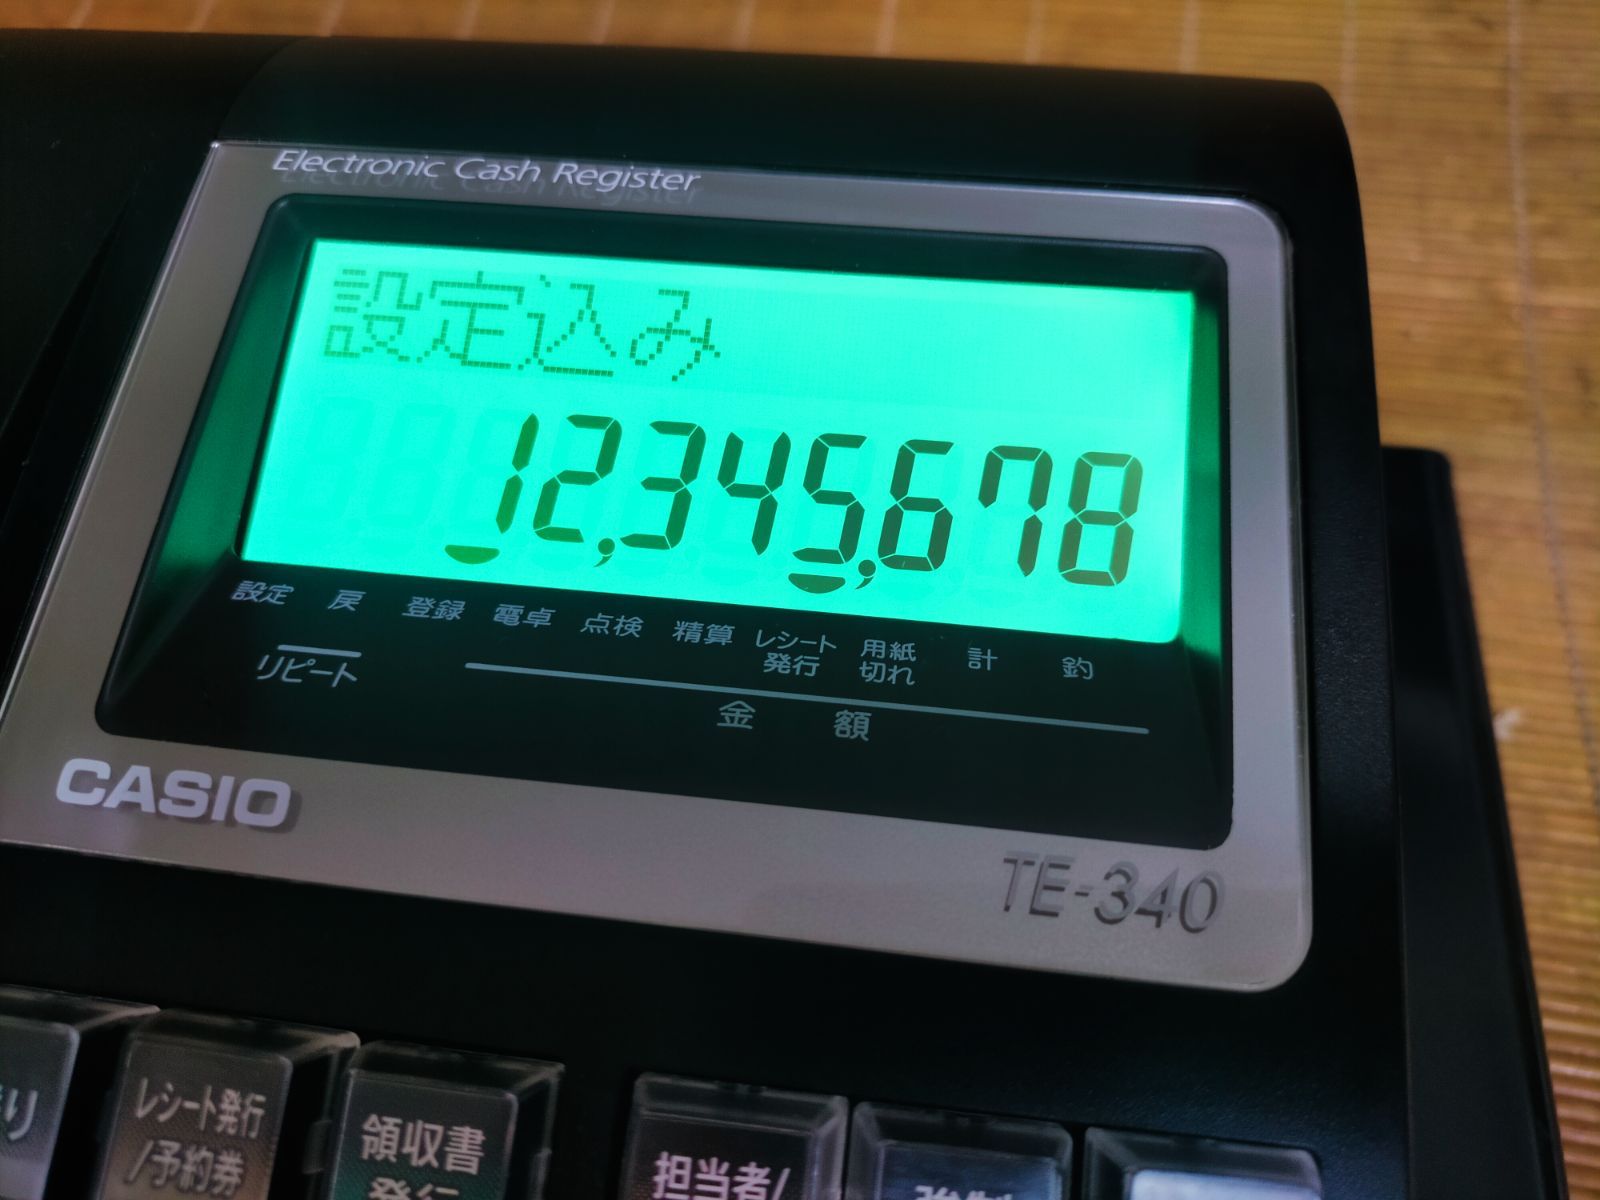 Electronic Cash Register
設定込み
12,345,678
設定 戻 登録 電卓 点検 精算 レシート発行 用紙切れ 計 釣
リピート
金額
CASIO
TE-340
り
レシート発行
/予約券
領収書
発行
担当者/